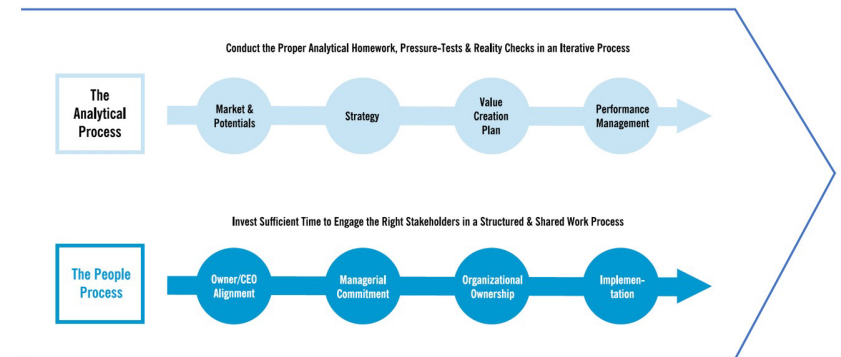 Conduct the Proper Analytical Homework, Pressure-Tests & Reality Checks in an Iterative Process
The
Analytical
Process
Market &
Potentials
Strategy
Value
Creation
Plan
Performance
Management
Invest Sufficient Time to Engage the Right Stakeholders in a Structured & Shared Work Process
The People
Process
Owner/CEO
Alignment
Managerial
Commitment
Organizational
Ownership
Implemen-
tation